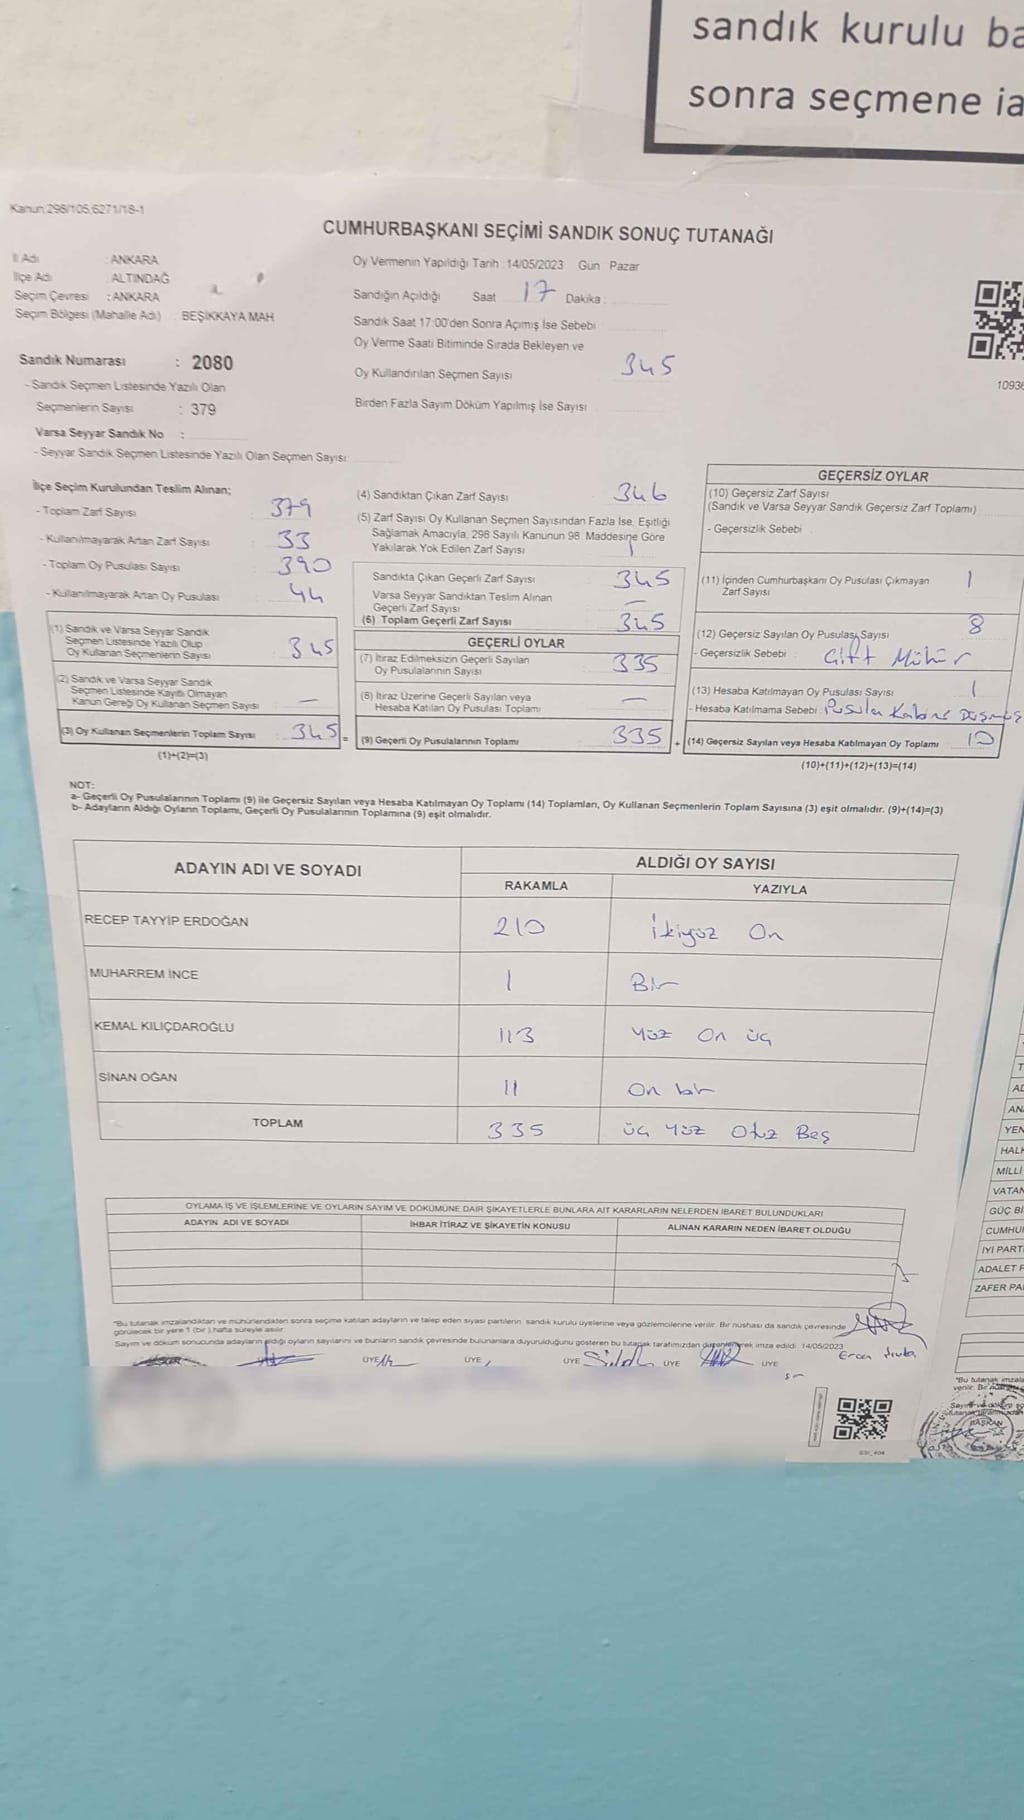 sandık kurulu
sonra seçmene
Kanun 298/105,6271/18-1
CUMHURBAŞKANI SEÇİMİ SANDIK SONUÇ TUTANAĞI
İl Adı : ANKARA
İlçe Adı : ALTINDAĞ
Seçim Çevresi : ANKARA
Seçim Bölgesi (Mahalle Adı) : BEŞİKKAYA MAH
Oy Vermenin Yapıldığı Tarih :14/05/2023 Gün Pazar
Sandığın Açıldığı Saat 17 Dakika :
Sandık Saat 17:00'den Sonra Açımış İse Sebebi :
Oy Verme Saati Bitiminde Sırada Bekleyen ve
Oy Kullandırılan Seçmen Sayısı 345
Birden Fazla Sayım Döküm Yapılmış İse Sayısı :
Sandık Numarası : 2080
- Sandık Seçmen Listesinde Yazılı Olan
Seçmenlerin Sayısı : 379
Varsa Seyyar Sandık No :
- Seyyar Sandık Seçmen Listesinde Yazılı Olan Seçmen Sayısı:
1093
İlçe Seçim Kurulundan Teslim Alınan;
- Toplam Zarf Sayısı : 379
- Kullanılmayarak Artan Zarf Sayısı : 33
- Toplam Oy Pusulası Sayısı : 390
- Kullanılmayarak Artan Oy Pusulası : 44
(1) Sandık ve Varsa Seyyar Sandık
Seçmen Listesinde Yazılı Olup
Oy Kullanan Seçmenlerin Sayısı 345
(2) Sandık ve Varsa Seyyar Sandık
Seçmen Listesinde Kayıtlı Olmayan
Kanun Gereği Oy Kullanan Seçmen Sayısı —
(3) Oy Kullanan Seçmenlerin Toplam Sayısı 345 =
(1)+(2)=(3)
(4) Sandıktan Çıkan Zarf Sayısı 346
(5) Zarf Sayısı Oy Kullanan Seçmen Sayısından Fazla İse, Eşitliği
Sağlamak Amacıyla, 298 Sayılı Kanunun 98. Maddesine Göre
Yakılarak Yok Edilen Zarf Sayısı 1
Sandıkta Çıkan Geçerli Zarf Sayısı 345
Varsa Seyyar Sandıktan Teslim Alınan
Geçerli Zarf Sayısı —
(6) Toplam Geçerli Zarf Sayısı 345
GEÇERLİ OYLAR
(7) İtiraz Edilmeksizin Geçerli Sayılan
Oy Pusulalarının Sayısı 335
(8) İtiraz Üzerine Geçerli Sayılan veya
Hesaba Katılan Oy Pusulası Toplamı —
(9) Geçerli Oy Pusulalarının Toplamı 335 +
GEÇERSİZ OYLAR
(10) Geçersiz Zarf Sayısı
(Sandık ve Varsa Seyyar Sandık Geçersiz Zarf Toplamı)
- Geçersizlik Sebebi :
(11) İçinden Cumhurbaşkanı Oy Pusulası Çıkmayan
Zarf Sayısı 1
(12) Geçersiz Sayılan Oy Pusulası Sayısı 8
- Geçersizlik Sebebi : Çift Mühür
(13) Hesaba Katılmayan Oy Pusulası Sayısı 1
- Hesaba Katılmama Sebebi : Pusula Kabine Düşmüş
(14) Geçersiz Sayılan veya Hesaba Katılmayan Oy Toplamı 10
(10)+(11)+(12)+(13)=(14)
NOT:
a- Geçerli Oy Pusulalarının Toplamı (9) ile Geçersiz Sayılan veya Hesaba Katılmayan Oy Toplamı (14) Toplamları, Oy Kullanan Seçmenlerin Toplam Sayısına (3) eşit olmalıdır. (9)+(14)=(3)
b- Adayların Aldığı Oyların Toplamı, Geçerli Oy Pusulalarının Toplamına (9) eşit olmalıdır.
ADAYIN ADI VE SOYADI ALDIĞI OY SAYISI
RAKAMLA YAZIYLA
RECEP TAYYİP ERDOĞAN 210 İkiyüz On
MUHARREM İNCE 1 Bir
KEMAL KILIÇDAROĞLU 113 Yüz On üç
SİNAN OĞAN 11 On bir
TOPLAM 335 üç Yüz Otuz Beş
OYLAMA İŞ VE İŞLEMLERİNE VE OYLARIN SAYIM VE DÖKÜMÜNE DAİR ŞİKAYETLERLE BUNLARA AİT KARARLARIN NELERDEN İBARET BULUNDUKLARI
ADAYIN ADI VE SOYADI İHBAR İTİRAZ VE ŞİKAYETİN KONUSU ALINAN KARARIN NEDEN İBARET OLDUĞU
"Bu tutanak imzalandıktan ve mühürlendikten sonra seçime katılan adayların ve talep eden siyasi partilerin, sandık kurulu üyelerine veya gözlemcilerine verilir. Bir nüshası da sandık çevresinde
görülecek bir yere 1 (bir ) hafta süreyle asılır.
Sayım ve döküm sonucunda adayların aldığı oyların sayılarını ve bunların sandık çevresinde bulunanlara duyurulduğunu gösteren bu tutanak tarafımızdan düzenlenerek imza edildi. 14/05/2023
ÜYE ÜYE ÜYE ÜYE ÜYE
YEN
HALK
MİLLİ
VATAN
GÜÇ Bİ
CUMHU
İYİ PARTİ
ADALET
ZAFER PA
"Bu tutanak
verilir. Bir
BAŞKAN